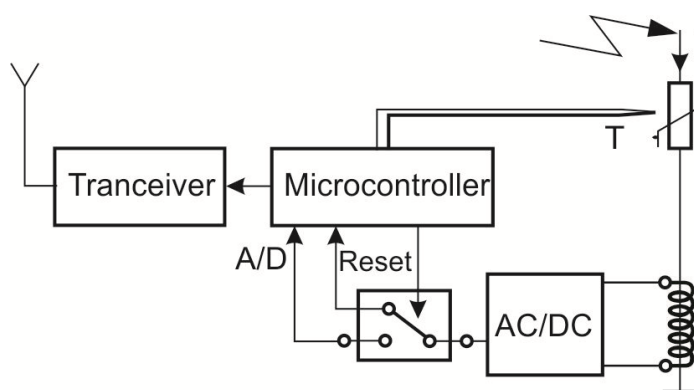 T
Tranceiver
Microcontroller
A/D
Reset
AC/DC